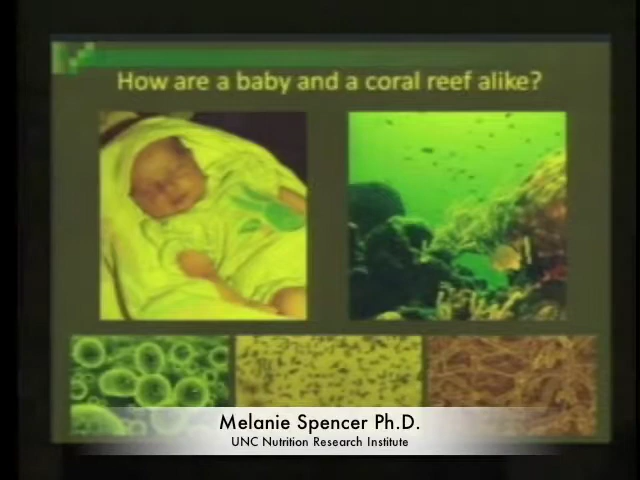 How are a baby and a coral reef alike?
Melanie Spencer Ph.D.
UNC Nutrition Research Institute